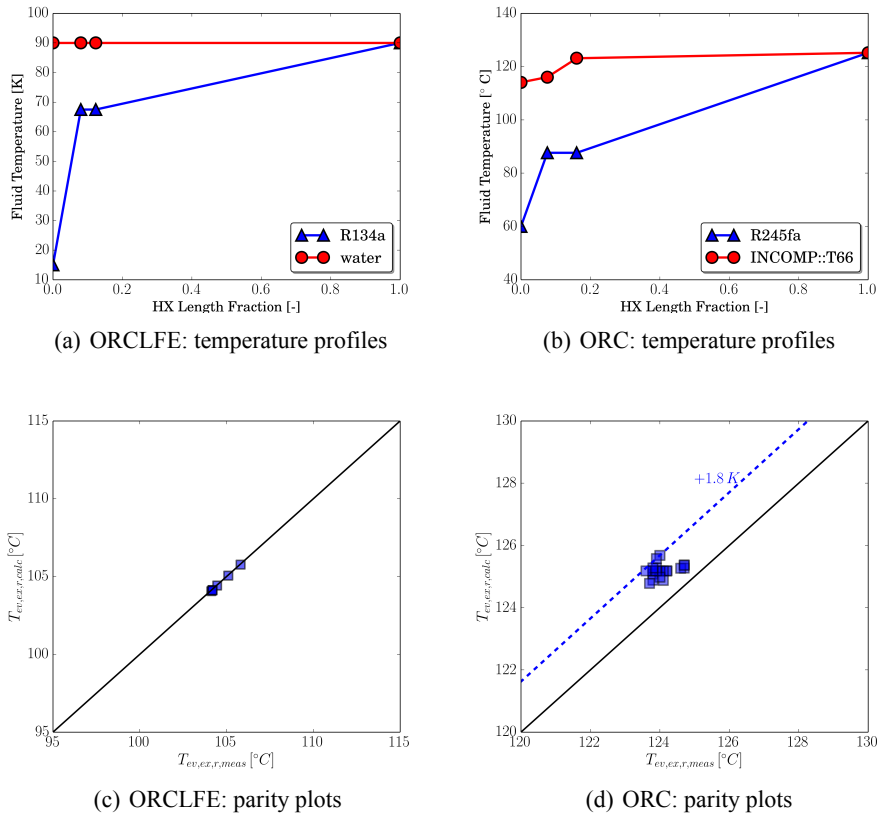 90
80
70
60
50
40
30
20
10
Fluid Temperature [K]
R134a
water
0.0 0.2 0.4 0.6 0.8 1.0
HX Length Fraction [-]
(a) ORCLFE: temperature profiles
140
120
100
80
60
40
Fluid Temperature [° C]
R245fa
INCOMP::T66
0.0 0.2 0.4 0.6 0.8 1.0
HX Length Fraction [-]
(b) ORC: temperature profiles
115
110
105
100
95
T_{ev,ex,r,calc} [°C]
95 100 105 110 115
T_{ev,ex,r,meas} [°C]
(c) ORCLFE: parity plots
130
128
126
124
122
120
T_{ev,ex,r,calc} [°C]
+1.8 K
120 122 124 126 128 130
T_{ev,ex,r,meas} [°C]
(d) ORC: parity plots